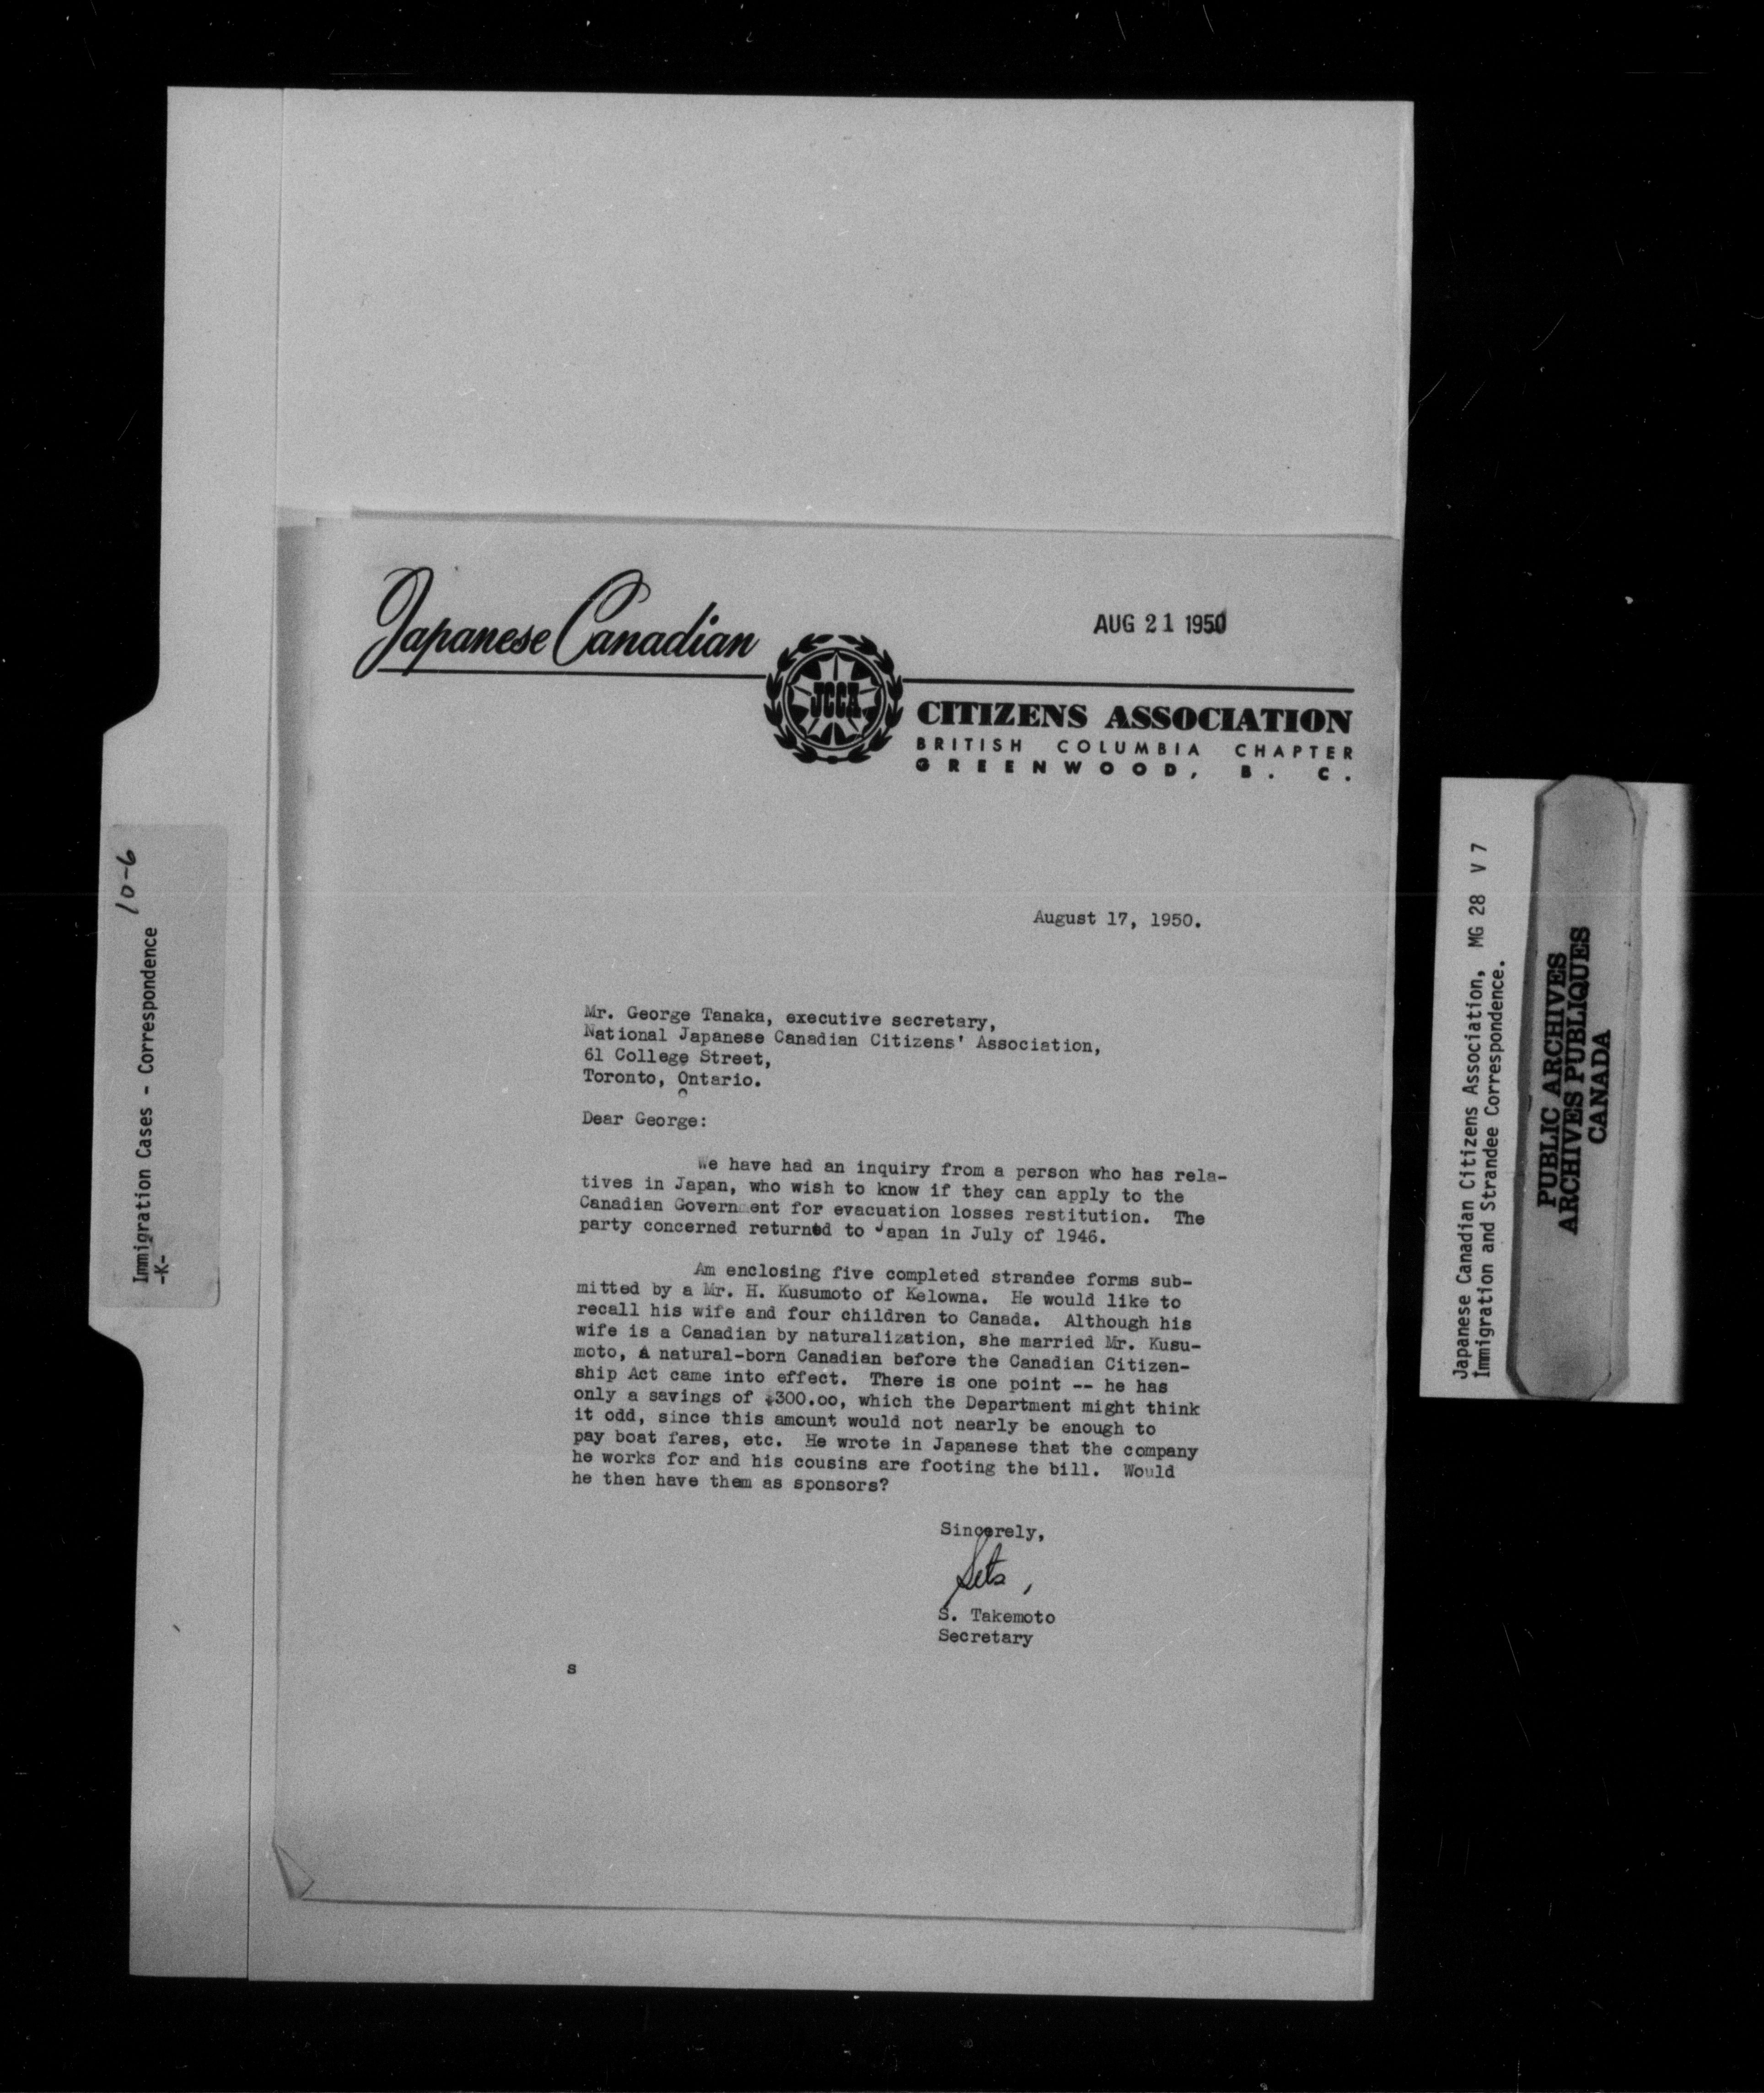 Japanese Canadian
AUG 21 1950
JCCA
CITIZENS ASSOCIATION
BRITISH COLUMBIA CHAPTER
GREENWOOD, B. C.
August 17, 1950.
Mr. George Tanaka, executive secretary,
National Japanese Canadian Citizens' Association,
61 College Street,
Toronto, Ontario.
Dear George:
We have had an inquiry from a person who has rela-
tives in Japan, who wish to know if they can apply to the
Canadian Government for evacuation losses restitution. The
party concerned returned to Japan in July of 1946.
Am enclosing five completed strandee forms sub-
mitted by a Mr. H. Kusumoto of Kelowna. He would like to
recall his wife and four children to Canada. Although his
wife is a Canadian by naturalization, she married Mr. Kusu-
moto, a natural-born Canadian before the Canadian Citizen-
ship Act came into effect. There is one point -- he has
only a savings of $300.oo, which the Department might think
it odd, since this amount would not nearly be enough to
pay boat fares, etc. He wrote in Japanese that the company
he works for and his cousins are footing the bill. Would
he then have them as sponsors?
Sincerely,
S. Takemoto
Secretary
s
Immigration Cases - Correspondence 10-6
-K-
Japanese Canadian Citizens Association, MG 28 V 7
Immigration and Strandee Correspondence.
PUBLIC ARCHIVES
ARCHIVES PUBLIQUES
CANADA